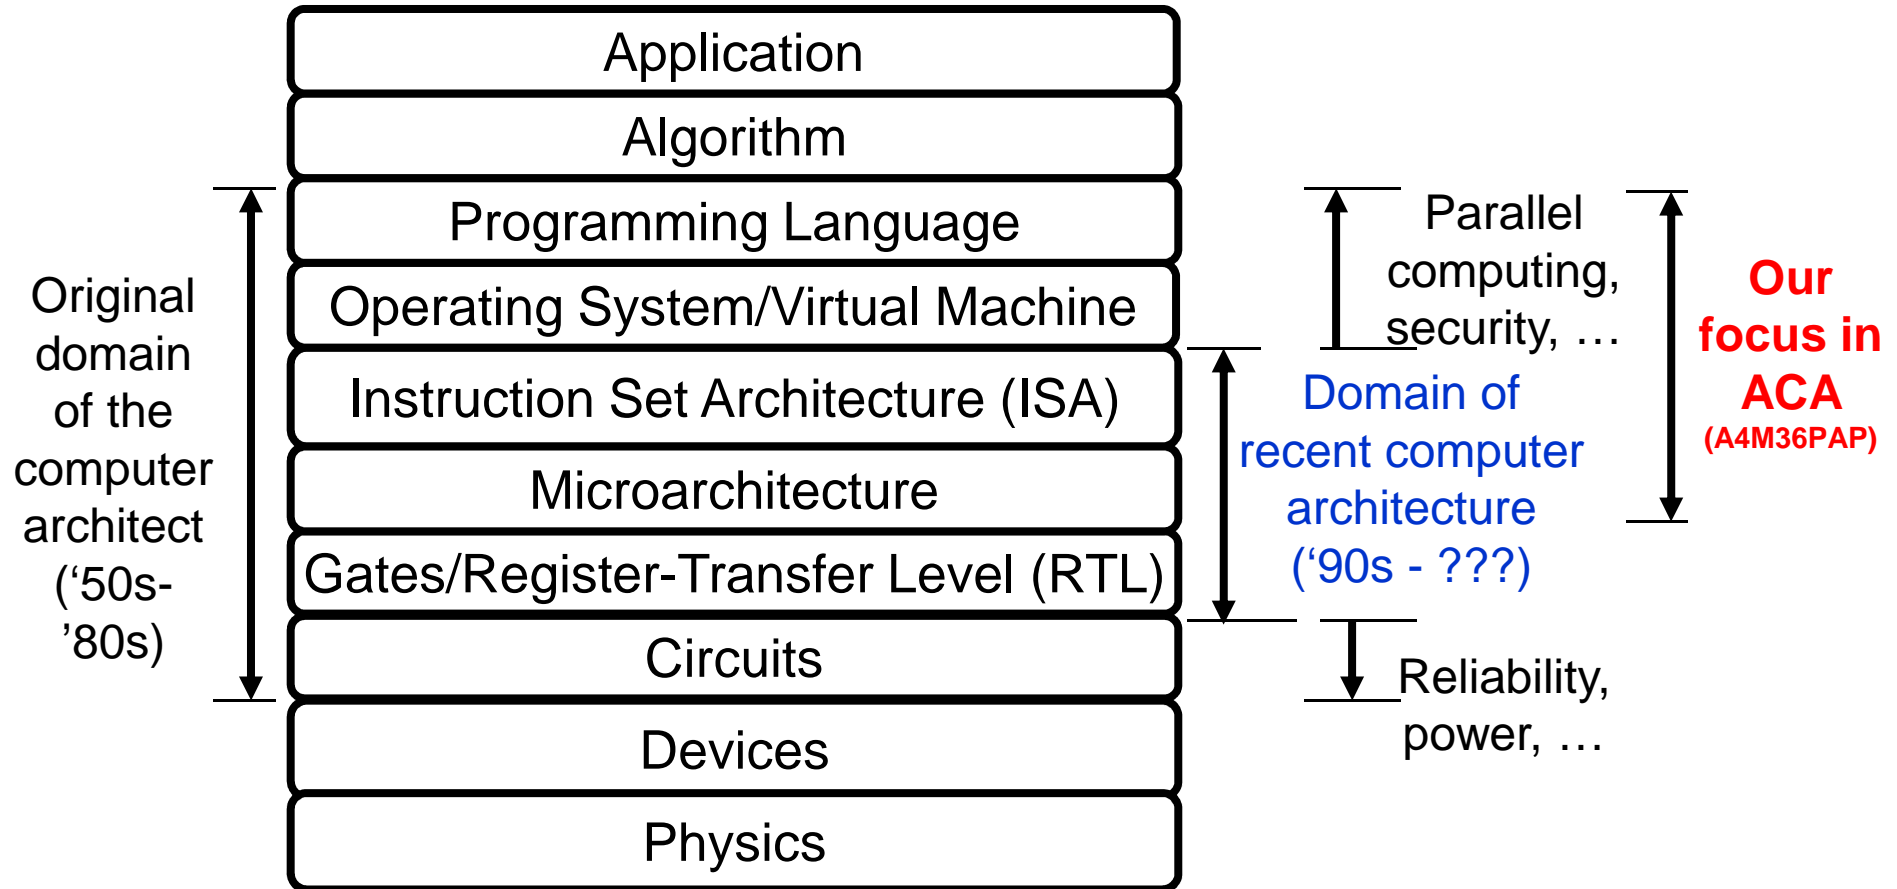 Application
Algorithm
Programming Language
Operating System/Virtual Machine
Instruction Set Architecture (ISA)
Microarchitecture
Gates/Register-Transfer Level (RTL)
Circuits
Devices
Physics
Original
domain
of the
computer
architect
(‘50s-
’80s)
Parallel
computing,
security, …
Domain of
recent computer
architecture
(‘90s - ???)
Reliability,
power, …
Our
focus in
ACA
(A4M36PAP)